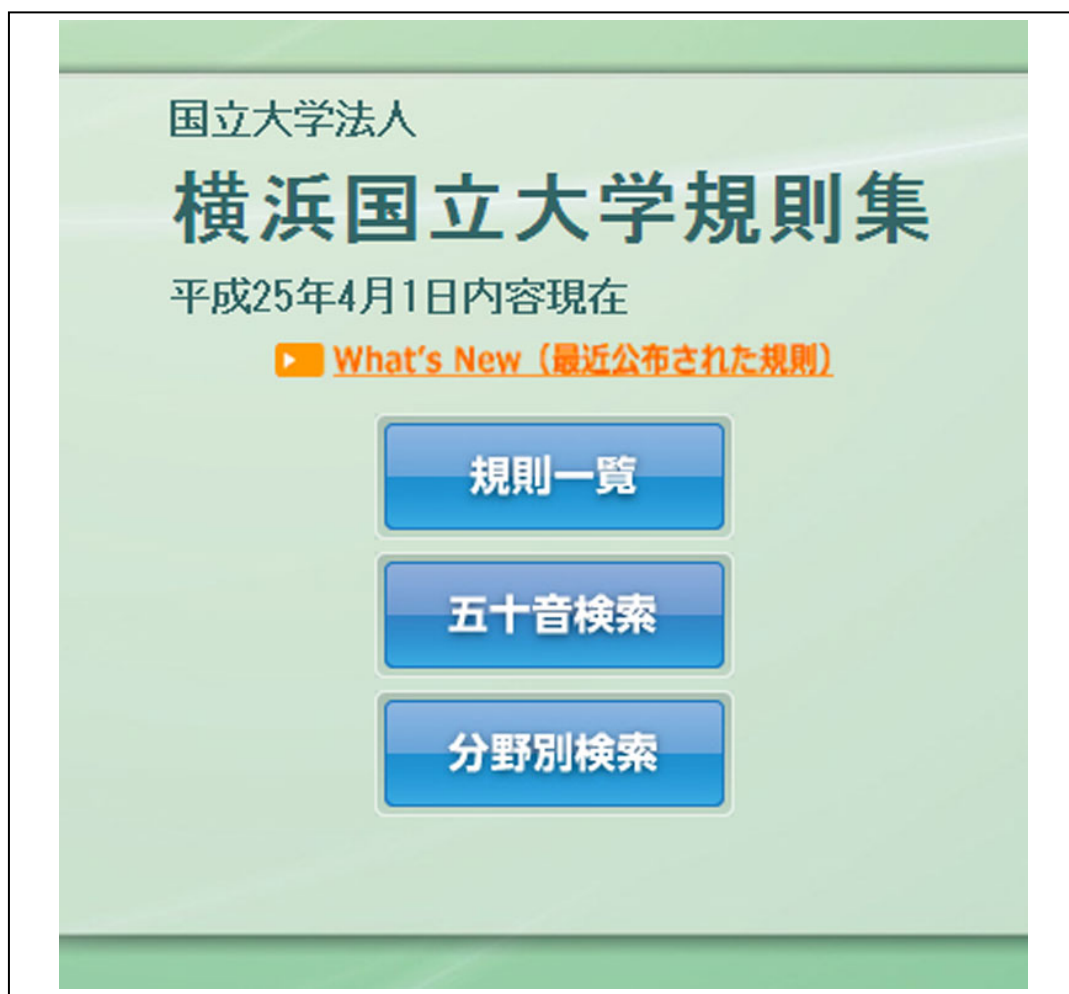 国立大学法人
横浜国立大学規則集
平成25年4月1日内容現在
What's New（最近公布された規則）
規則一覧
五十音検索
分野別検索